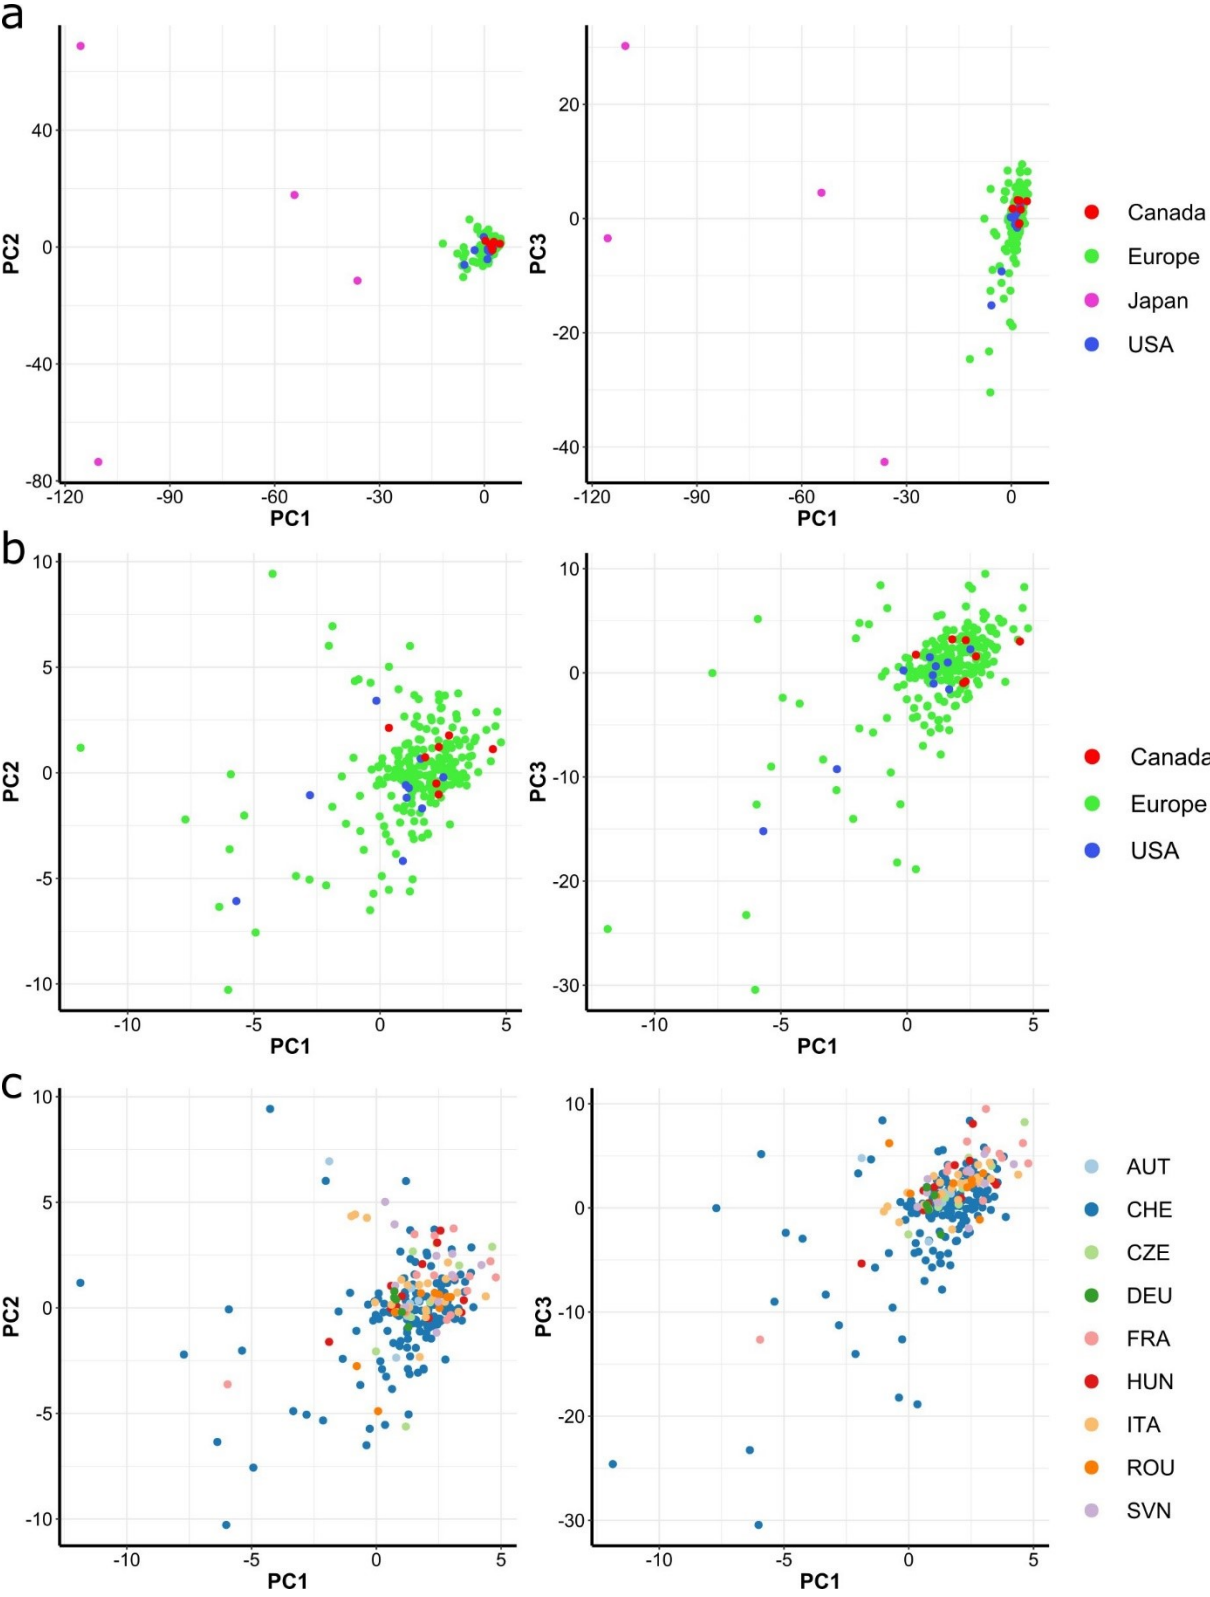 a
40
0
-40
-80
PC2
-120 -90 -60 -30 0
PC1
20
0
-20
-40
PC3
-120 -90 -60 -30 0
PC1
Canada
Europe
Japan
USA
b
10
5
0
-5
-10
PC2
-10 -5 0 5
PC1
10
0
-10
-20
-30
PC3
-10 -5 0 5
PC1
Canada
Europe
USA
c
10
5
0
-5
-10
PC2
-10 -5 0 5
PC1
10
0
-10
-20
-30
PC3
-10 -5 0 5
PC1
AUT
CHE
CZE
DEU
FRA
HUN
ITA
ROU
SVN